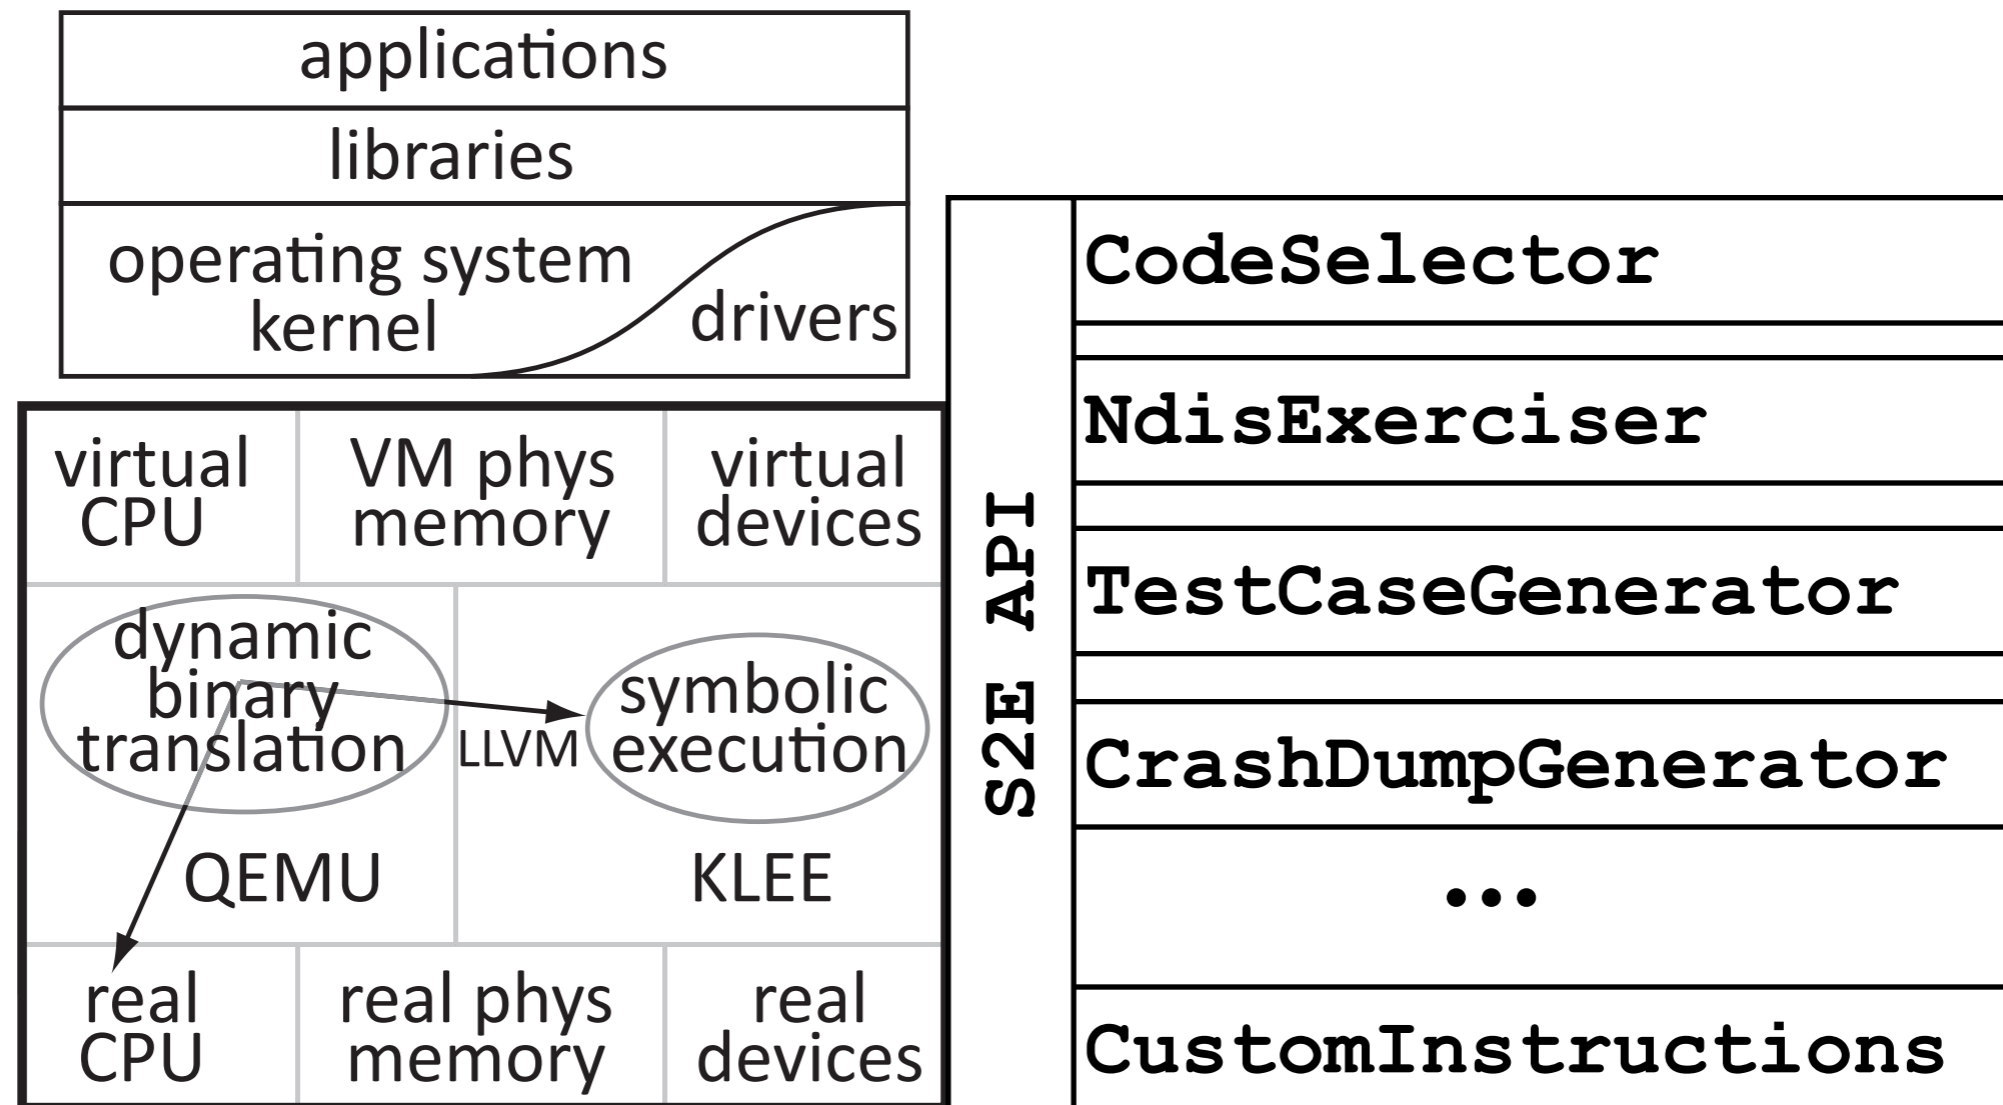 applications
libraries
operating system
kernel
drivers
virtual
CPU
VM phys
memory
virtual
devices
dynamic
binary
translation
LLVM
symbolic
execution
QEMU
KLEE
real
CPU
real phys
memory
real
devices
S2E API
CodeSelector
NdisExerciser
TestCaseGenerator
CrashDumpGenerator
...
CustomInstructions